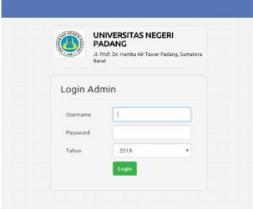 UNIVERSITAS NEGERI
PADANG
Jl. Prof. Dr. Hamka Air Tawar Padang, Sumatera
Barat
Login Admin
Username
Password
Tahun
2018
Login